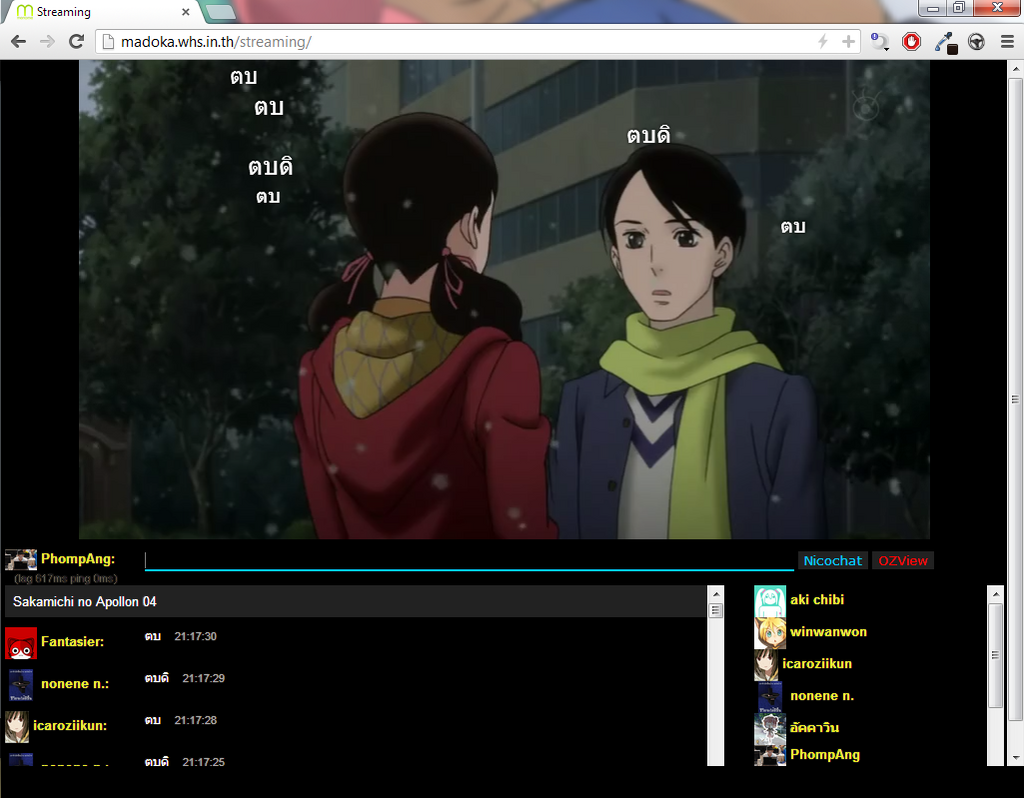 Streaming
madoka.whs.in.th/streaming/
ตบ
ตบ
ตบดิ
ตบดิ
ตบ
ตบ
PhompAng:
Nicochat
OZView
(lag 617ms ping 0ms)
Sakamichi no Apollon 04
Fantasier: ตบ 21:17:30
nonene n.: ตบดิ 21:17:29
icaroziikun: ตบ 21:17:28
nonene n.: ตบดิ 21:17:25
aki chibi
winwanwon
icaroziikun
nonene n.
อัคคาวิน
PhompAng